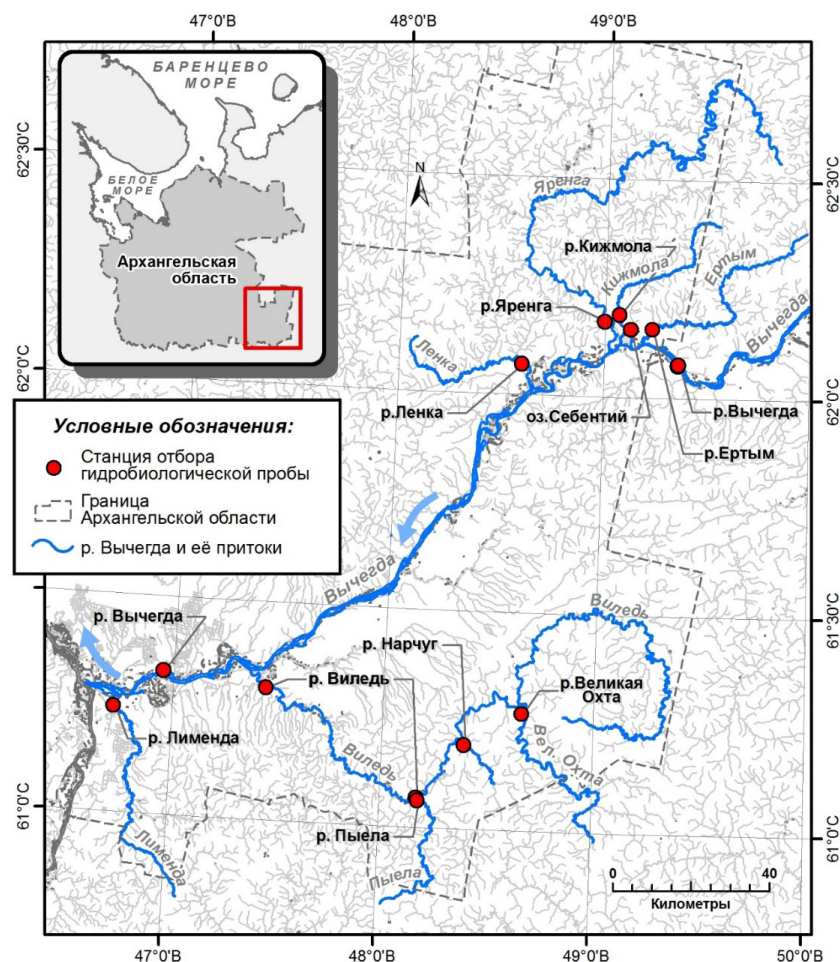 47°0'В
48°0'В
49°0'В
БАРЕНЦЕВО
МОРЕ
БЕЛОЕ
МОРЕ
Архангельская
область
N
62°30'С
62°30'С
Яренга
р.Кижмола
Кижмола
Ертым
р.Яренга
Вычегда
Ленка
62°0'С
р.Ленка
оз.Себентий
р.Вычегда
62°0'С
р.Ертым
Условные обозначения:
Станция отбора
гидробиологической пробы
Граница
Архангельской области
р. Вычегда и её притоки
Вычегда
Виледь
61°30'С
р. Вычегда
р. Нарчуг
р. Виледь
р.Великая
Охта
р. Лименда
Виледь
Вел. Охта
61°0'С
р. Пыела
61°0'С
Лименда
Пыела
0
40
Километры
47°0'В
48°0'В
49°0'В
50°0'В